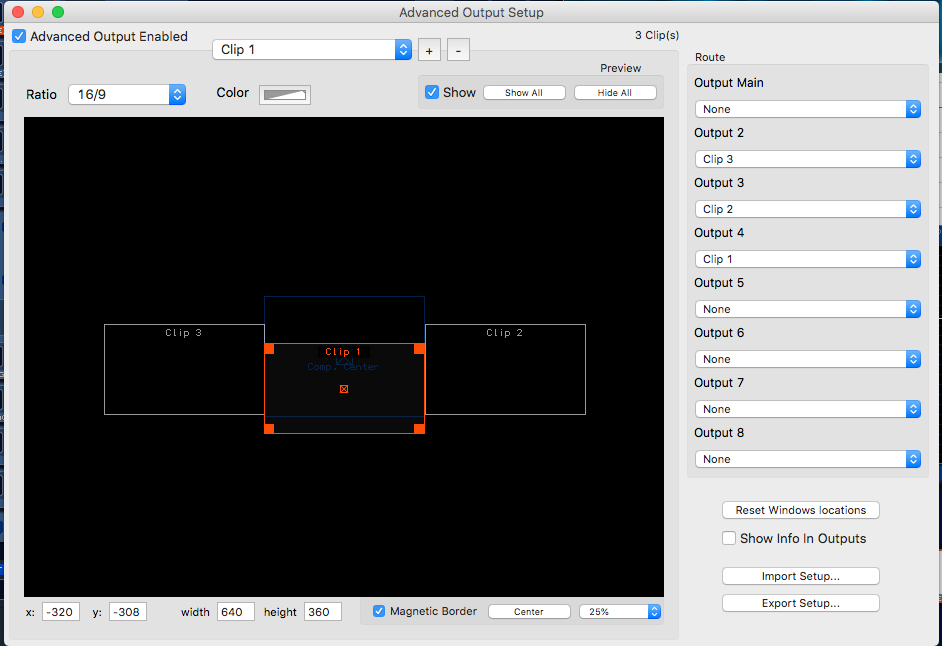 Advanced Output Setup
Advanced Output Enabled
Clip 1
+
-
3 Clip(s)
Ratio
16/9
Color
Preview
Show
Show All
Hide All
Clip 3
Clip 2
Clip 1
Comp. Center
x:
-320
y:
-308
width
640
height
360
Magnetic Border
Center
25%
Route
Output Main
None
Output 2
Clip 3
Output 3
Clip 2
Output 4
Clip 1
Output 5
None
Output 6
None
Output 7
None
Output 8
None
Reset Windows locations
Show Info In Outputs
Import Setup...
Export Setup...